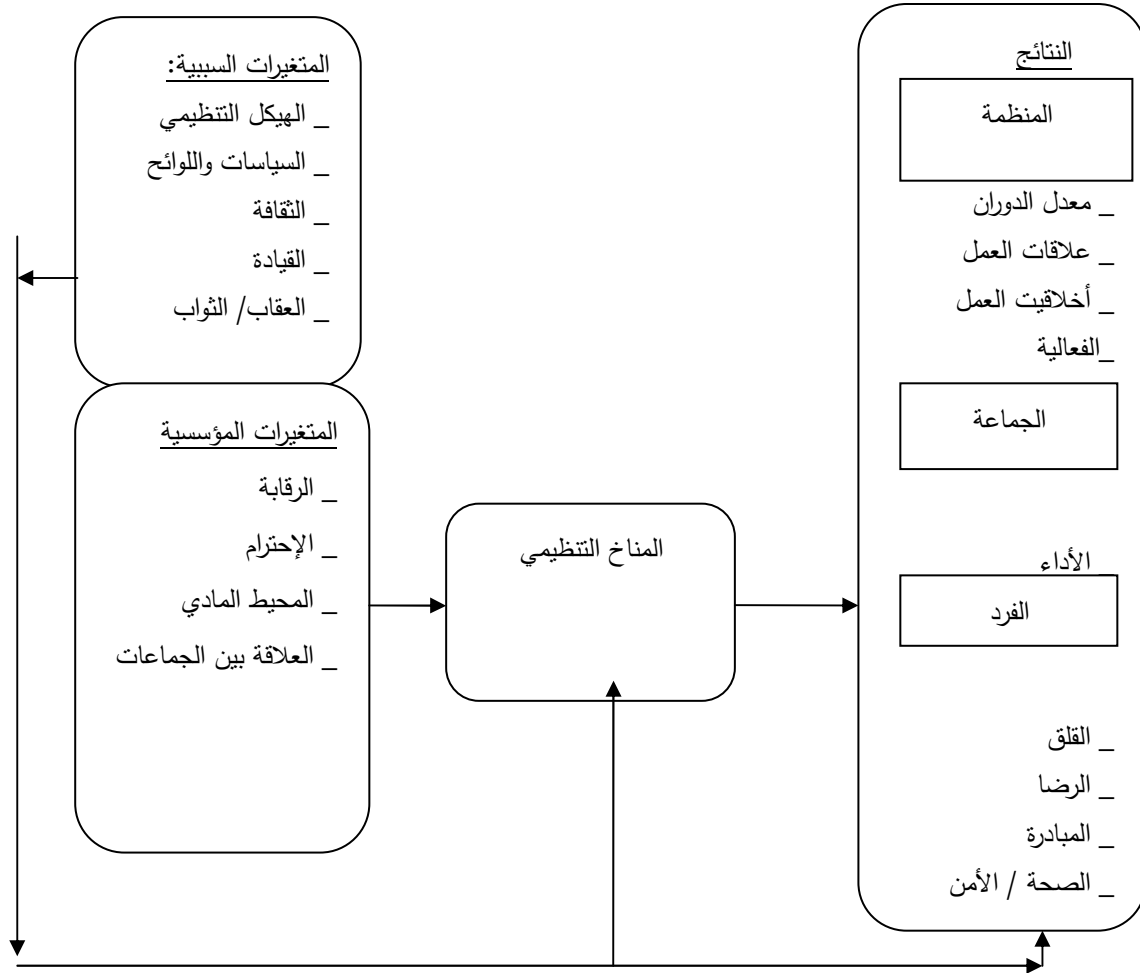 المتغيرات السببية:
_ الهيكل التنظيمي
_ السياسات واللوائح
_ الثقافة
_ القيادة
_ العقاب/ الثواب
المتغيرات المؤسسية
_ الرقابة
_ الإحترام
_ المحيط المادي
_ العلاقة بين الجماعات
المناخ التنظيمي
النتائج
المنظمة
_ معدل الدوران
_ علاقات العمل
_ أخلاقيت العمل
_الفعالية
الجماعة
_ الأداء
الفرد
_ القلق
_ الرضا
_ المبادرة
_ الصحة / الأمن